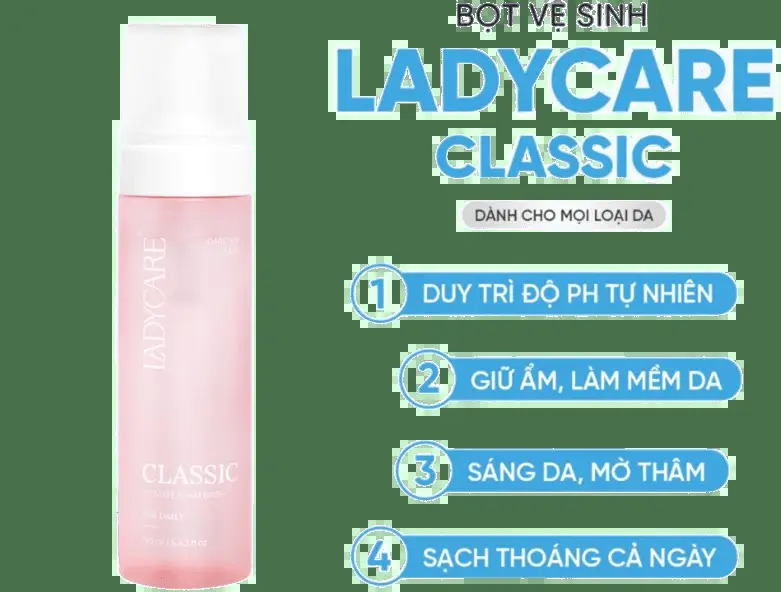 BỌT VỆ SINH
LADYCARE
CLASSIC
DÀNH CHO MỌI LOẠI DA
1 DUY TRÌ ĐỘ PH TỰ NHIÊN
2 GIỮ ẨM, LÀM MỀM DA
3 SÁNG DA, MỜ THÂM
4 SẠCH THOÁNG CẢ NGÀY
LADYCARE
CLASSIC
DAILY